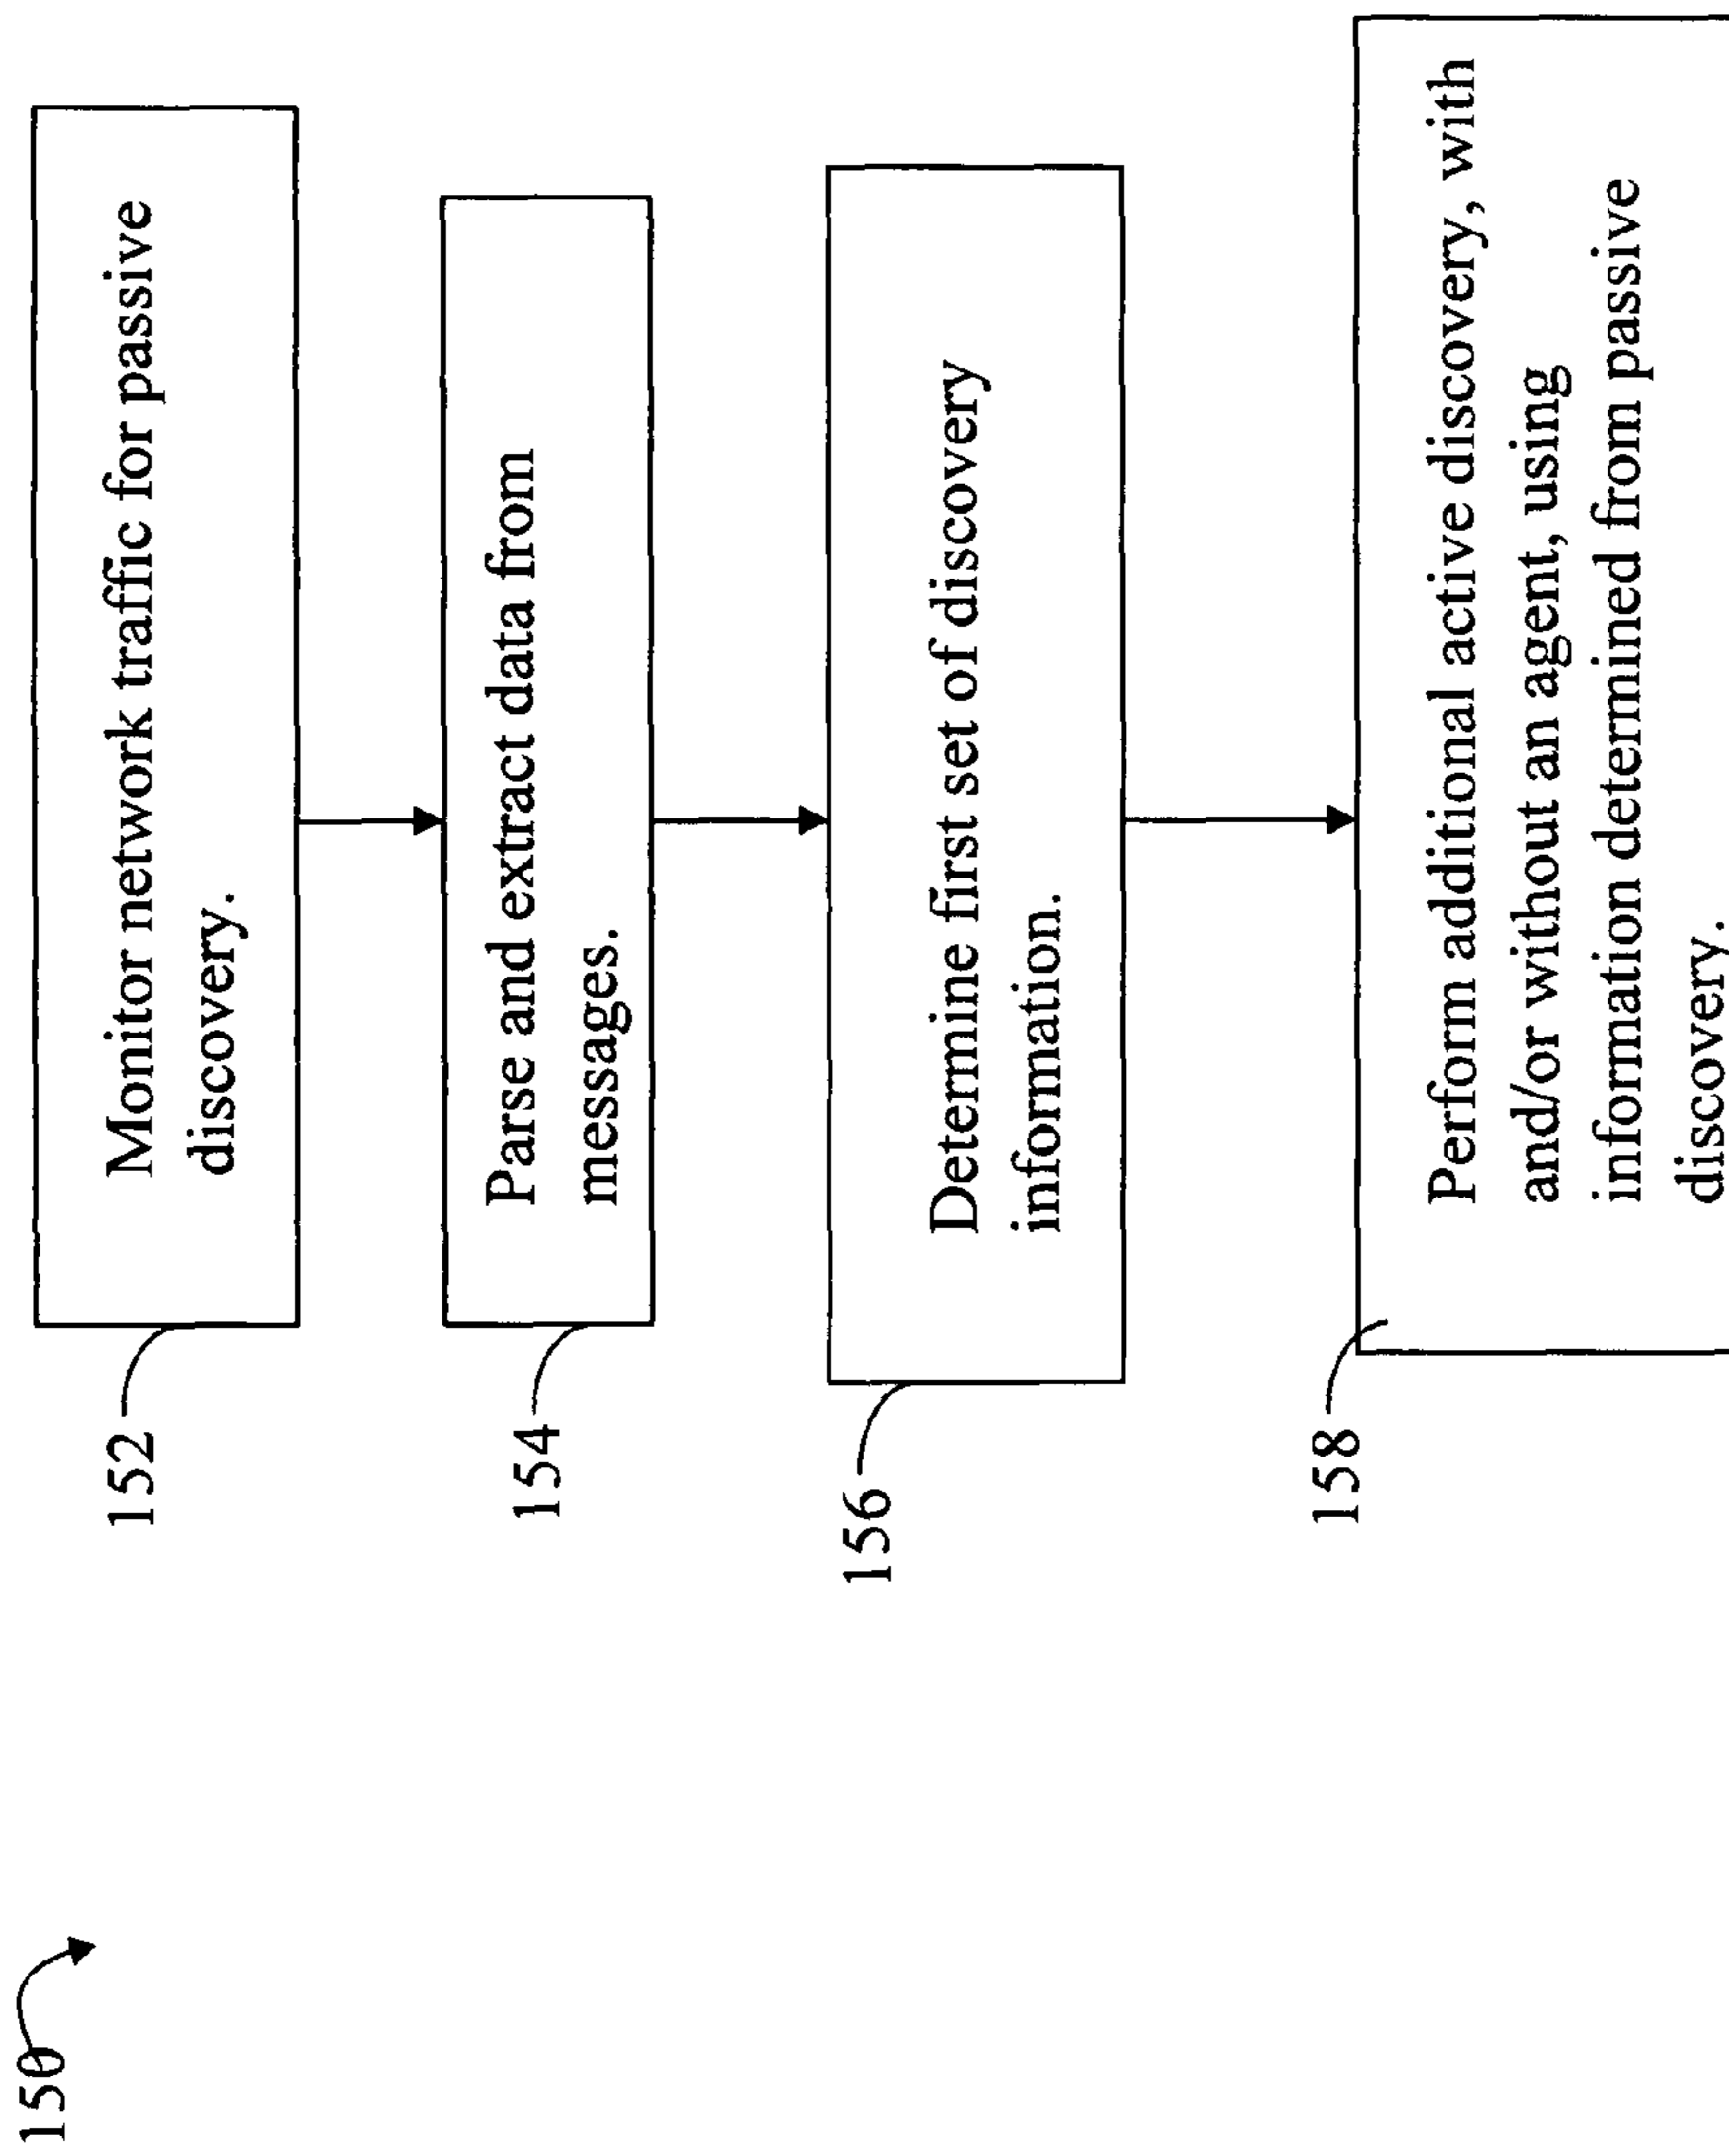 150
152
Monitor network traffic for passive
discovery.
154
Parse and extract data from
messages.
156
Determine first set of discovery
information.
158
Perform additional active discovery, with
and/or without an agent, using
information determined from passive
discovery.